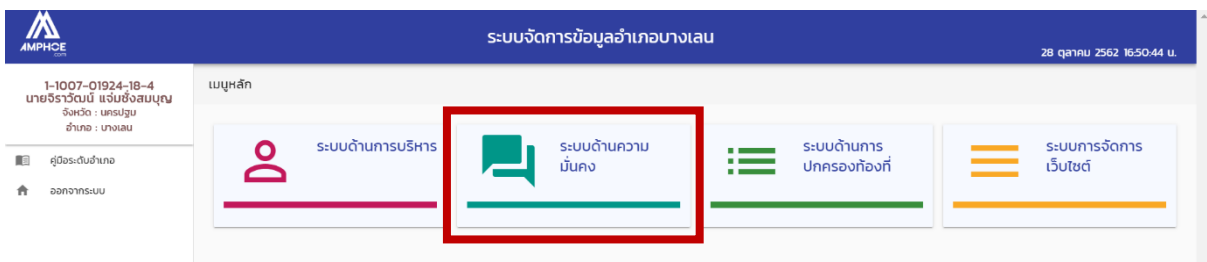 AMPHOE
.com
ระบบจัดการข้อมูลอำเภอบางเลน
28 ตุลาคม 2562 16:50:44 น.
1-1007-01924-18-4
นายจิราวัฒน์ แจ่มชั่งสมบุญ
จังหวัด : นครปฐม
อำเภอ : บางเลน
คู่มือระดับอำเภอ
ออกจากระบบ
เมนูหลัก
ระบบด้านการบริหาร
ระบบด้านความ
มั่นคง
ระบบด้านการ
ปกครองท้องที่
ระบบการจัดการ
เว็บไซต์